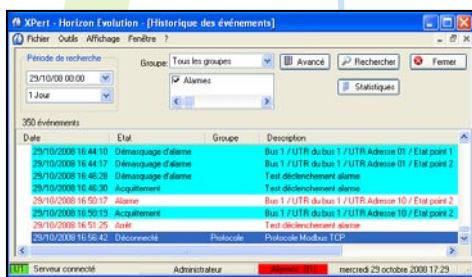 XPert - Horizon Evolution - [Historique des événements]
Fichier Outils Affichage Fenêtre ?
Période de recherche
Groupe: Tous les groupes
Avancé
Rechercher
Fermer
29/10/08 00:00
Alarmes
Statistiques
1 Jour
350 événements
Date Etat Groupe Description
29/10/2008 16:44:10 Démasquage d'alarme Bus 1 / UTR du bus 1 / UTR Adresse 01 / Etat point 1
29/10/2008 16:44:17 Démasquage d'alarme Bus 1 / UTR du bus 1 / UTR Adresse 01 / Etat point 2
29/10/2008 16:46:28 Démasquage d'alarme Test déclenchement alarme
29/10/2008 16:46:30 Acquittement Test déclenchement alarme
29/10/2008 16:50:17 Alarme Bus 1 / UTR du bus 1 / UTR Adresse 10 / Etat point 2
29/10/2008 16:50:19 Acquittement Bus 1 / UTR du bus 1 / UTR Adresse 10 / Etat point 2
29/10/2008 16:51:25 Arrêt Test déclenchement alarme
29/10/2008 16:56:42 Déconnecté Protocole Protocole Modbus TCP
UT Serveur connecté Administrateur mercredi 29 octobre 2008 17:29